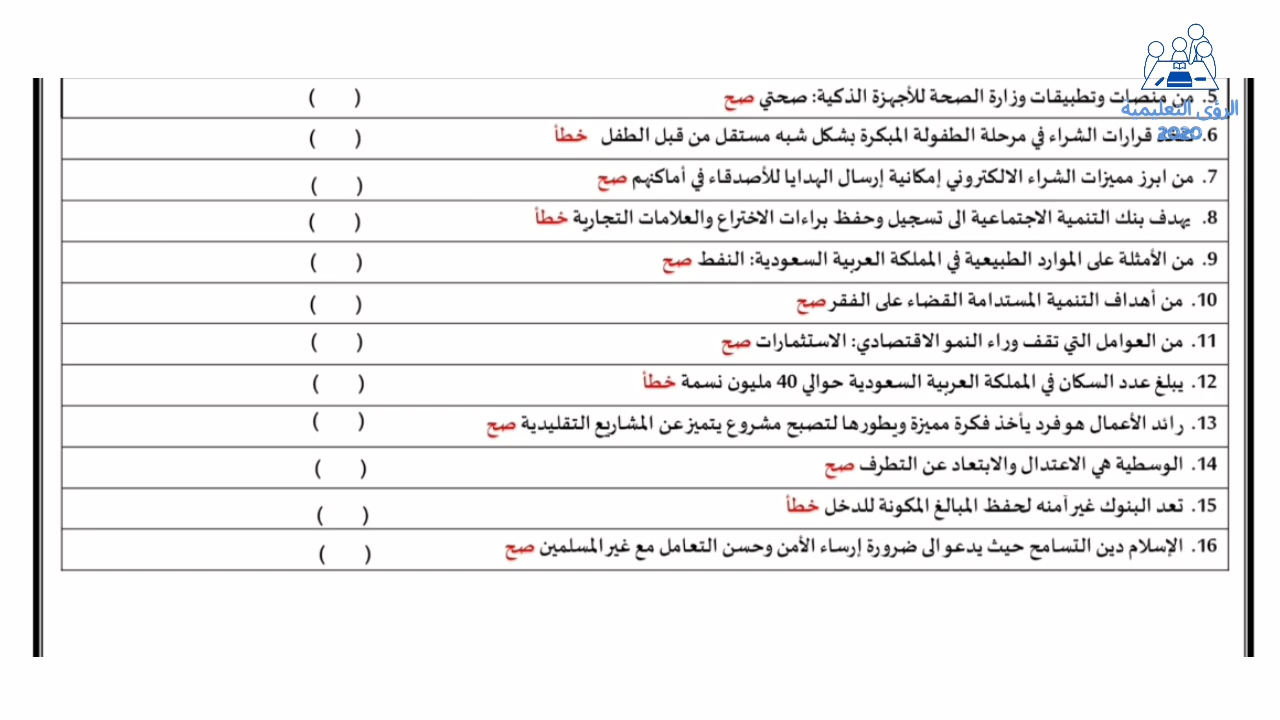 5. من منصات وتطبيقات وزارة الصحة للأجهزة الذكية: صحتي صح ( )
الرؤى التعليمية
2020
6. قرارات الشراء في مرحلة الطفولة المبكرة بشكل شبه مستقل من قبل الطفل خطأ ( )
7. من ابرز مميزات الشراء الالكتروني إمكانية إرسال الهدايا للأصدقاء في أماكنهم صح ( )
8. يهدف بنك التنمية الاجتماعية الى تسجيل وحفظ براءات الاختراع والعلامات التجارية خطأ ( )
9. من الأمثلة على الموارد الطبيعية في المملكة العربية السعودية: النفط صح ( )
10. من أهداف التنمية المستدامة القضاء على الفقر صح ( )
11. من العوامل التي تقف وراء النمو الاقتصادي: الاستثمارات صح ( )
12. يبلغ عدد السكان في المملكة العربية السعودية حوالي 40 مليون نسمة خطأ ( )
13. رائد الأعمال هو فرد يأخذ فكرة مميزة ويطورها لتصبح مشروع يتميز عن المشاريع التقليدية صح ( )
14. الوسطية هي الاعتدال والابتعاد عن التطرف صح ( )
15. تعد البنوك غير آمنه لحفظ المبالغ المكونة للدخل خطأ ( )
16. الإسلام دين التسامح حيث يدعو الى ضرورة إرساء الأمن وحسن التعامل مع غير المسلمين صح ( )